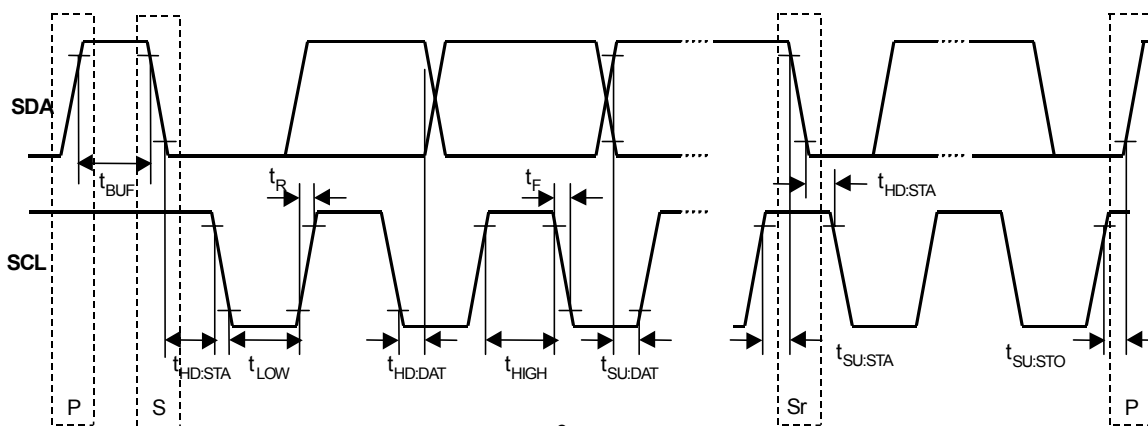 SDA
tBUF
tR
tF
tHD:STA
SCL
tHD:STA
tLOW
tHD:DAT
tHIGH
tSU:DAT
tSU:STA
tSU:STO
P
S
Sr
P